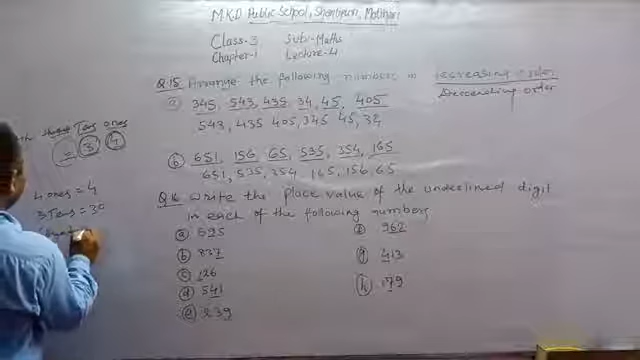 M.K.D Public School, Shantipuri, Motihari
Class-3 Sub:- Maths
Chapter-1 Lecture-4
Q.15 Arrange the following numbers in decreasing order
Descending order
a 345, 543, 435, 34, 45, 405
543, 435 405, 345 45, 34
b 651, 156, 65, 535, 354, 165
651, 535, 354 165, 156 65
Q.16 Write the place value of the underlined digit
in each of the following numbers
a 595
b 837
c 126
d 541
e 239
f 962
g 413
h 179
Tens ones
3 4
4 ones = 4
3 Tens = 30